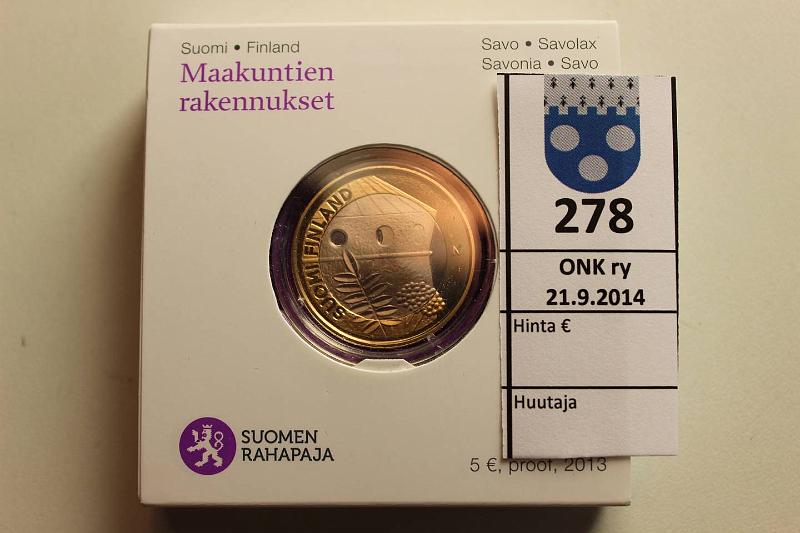 Suomi • Finland
Maakuntien
rakennukset
Savo • Savolax
Savonia • Savo
SUOMI FINLAND
SUOMEN
RAHAPAJA
5 €, proof, 2013
278
ONK ry
21.9.2014
Hinta €
Huutaja